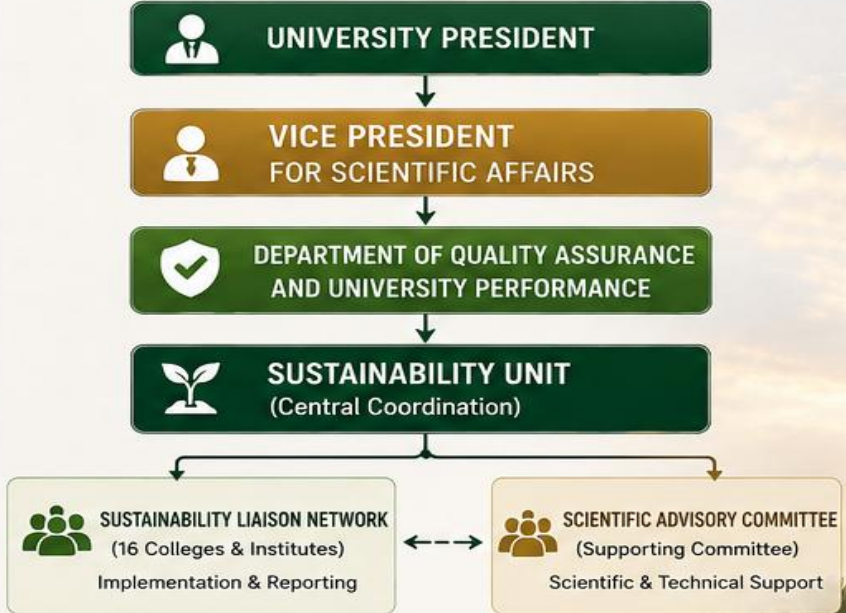 UNIVERSITY PRESIDENT
VICE PRESIDENT
FOR SCIENTIFIC AFFAIRS
DEPARTMENT OF QUALITY ASSURANCE
AND UNIVERSITY PERFORMANCE
SUSTAINABILITY UNIT
(Central Coordination)
SUSTAINABILITY LIAISON NETWORK
(16 Colleges & Institutes)
Implementation & Reporting
SCIENTIFIC ADVISORY COMMITTEE
(Supporting Committee)
Scientific & Technical Support